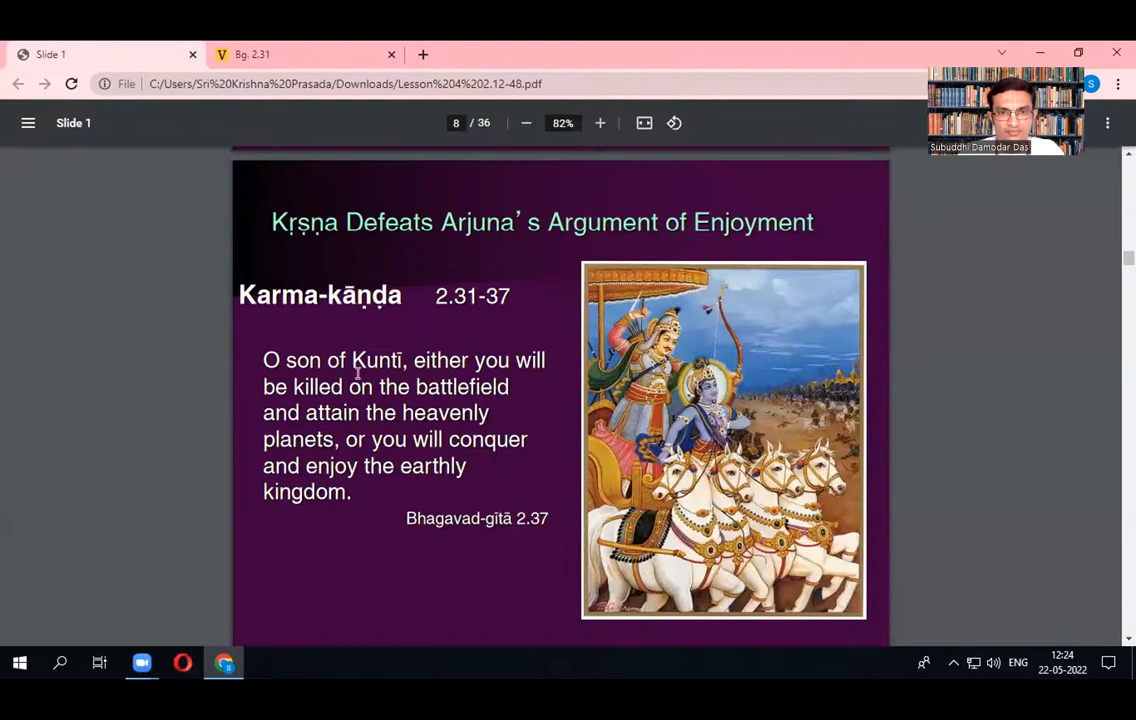 Slide 1
Bg. 2.31
File
C:/Users/Sri%20Krishna%20Prasada/Downloads/Lesson%204%202.12-48.pdf
S
Slide 1
8 / 36
82%
Subuddhi Damodar Das
Kṛṣṇa Defeats Arjuna’s Argument of Enjoyment
Karma-kāṇḍa 2.31-37
O son of Kuntī, either you will
be killed on the battlefield
and attain the heavenly
planets, or you will conquer
and enjoy the earthly
kingdom.
Bhagavad-gītā 2.37
ENG
12:24
22-05-2022